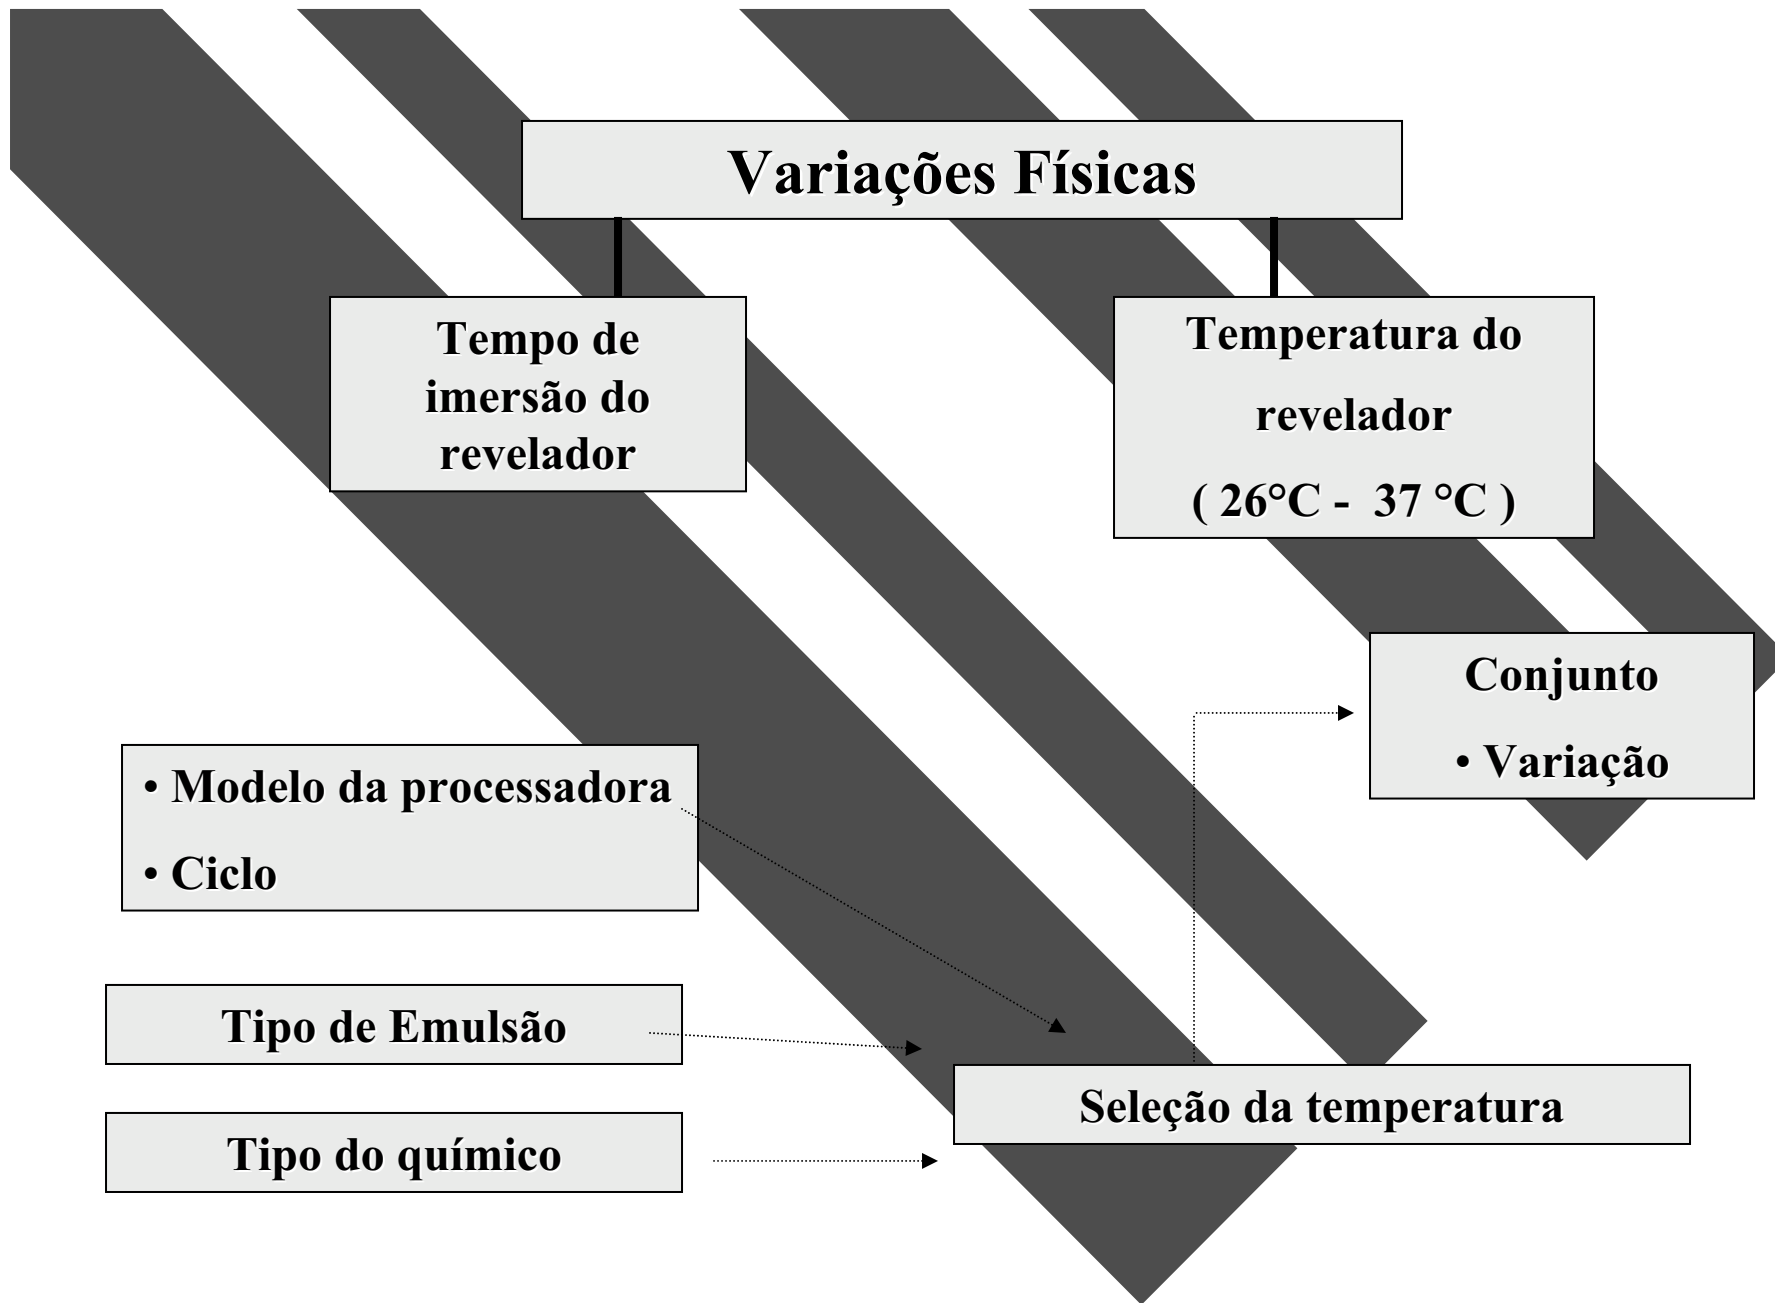 Variações Físicas
Tempo de
imersão do
revelador
Temperatura do
revelador
( 26°C -  37 °C )
Conjunto
• Variação
• Modelo da processadora
• Ciclo
Tipo de Emulsão
Seleção da temperatura
Tipo do químico